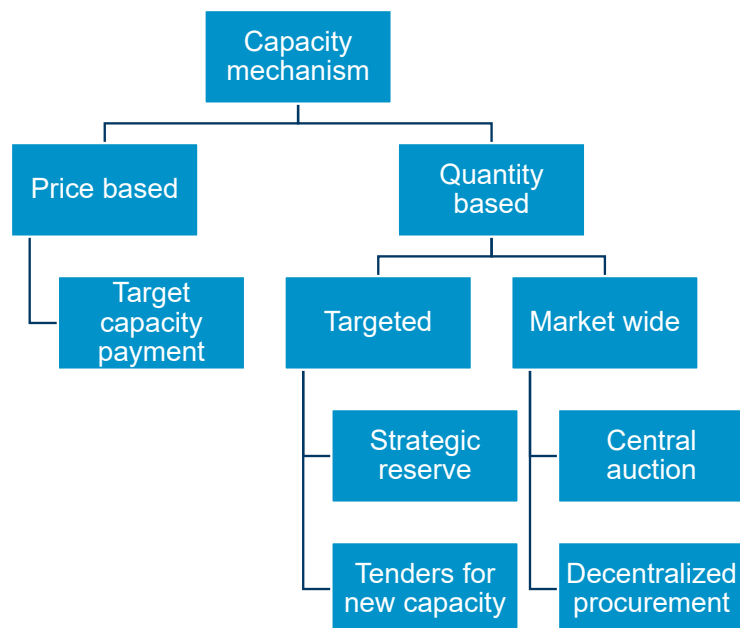 Capacity
mechanism
Price based
Quantity
based
Target
capacity
payment
Targeted
Market wide
Strategic
reserve
Central
auction
Tenders for
new capacity
Decentralized
procurement